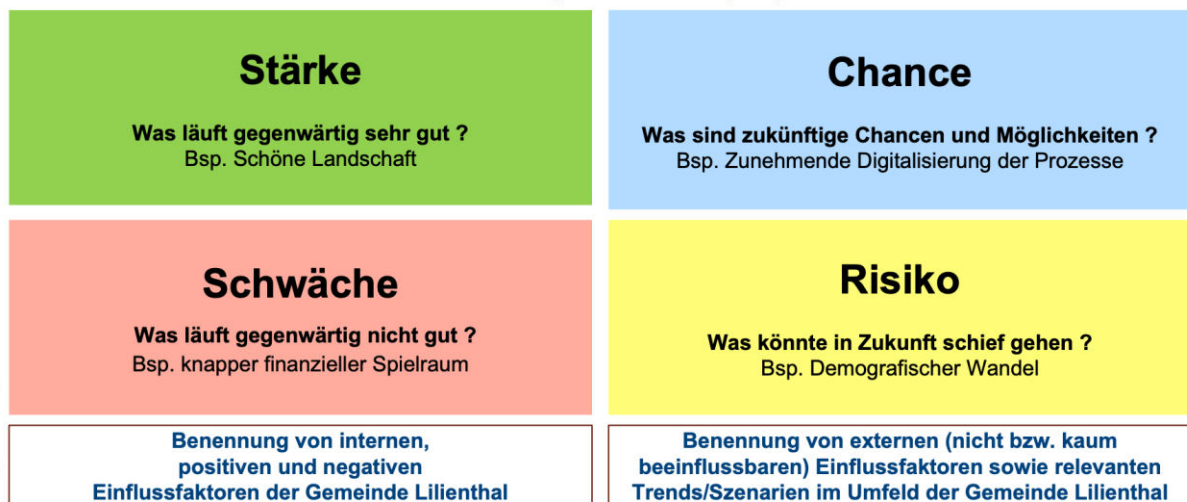 Stärke
Was läuft gegenwärtig sehr gut ?
Bsp. Schöne Landschaft
Chance
Was sind zukünftige Chancen und Möglichkeiten ?
Bsp. Zunehmende Digitalisierung der Prozesse
Schwäche
Was läuft gegenwärtig nicht gut ?
Bsp. knapper finanzieller Spielraum
Risiko
Was könnte in Zukunft schief gehen ?
Bsp. Demografischer Wandel
Benennung von internen,
positiven und negativen
Einflussfaktoren der Gemeinde Lilienthal
Benennung von externen (nicht bzw. kaum
beeinflussbaren) Einflussfaktoren sowie relevanten
Trends/Szenarien im Umfeld der Gemeinde Lilienthal